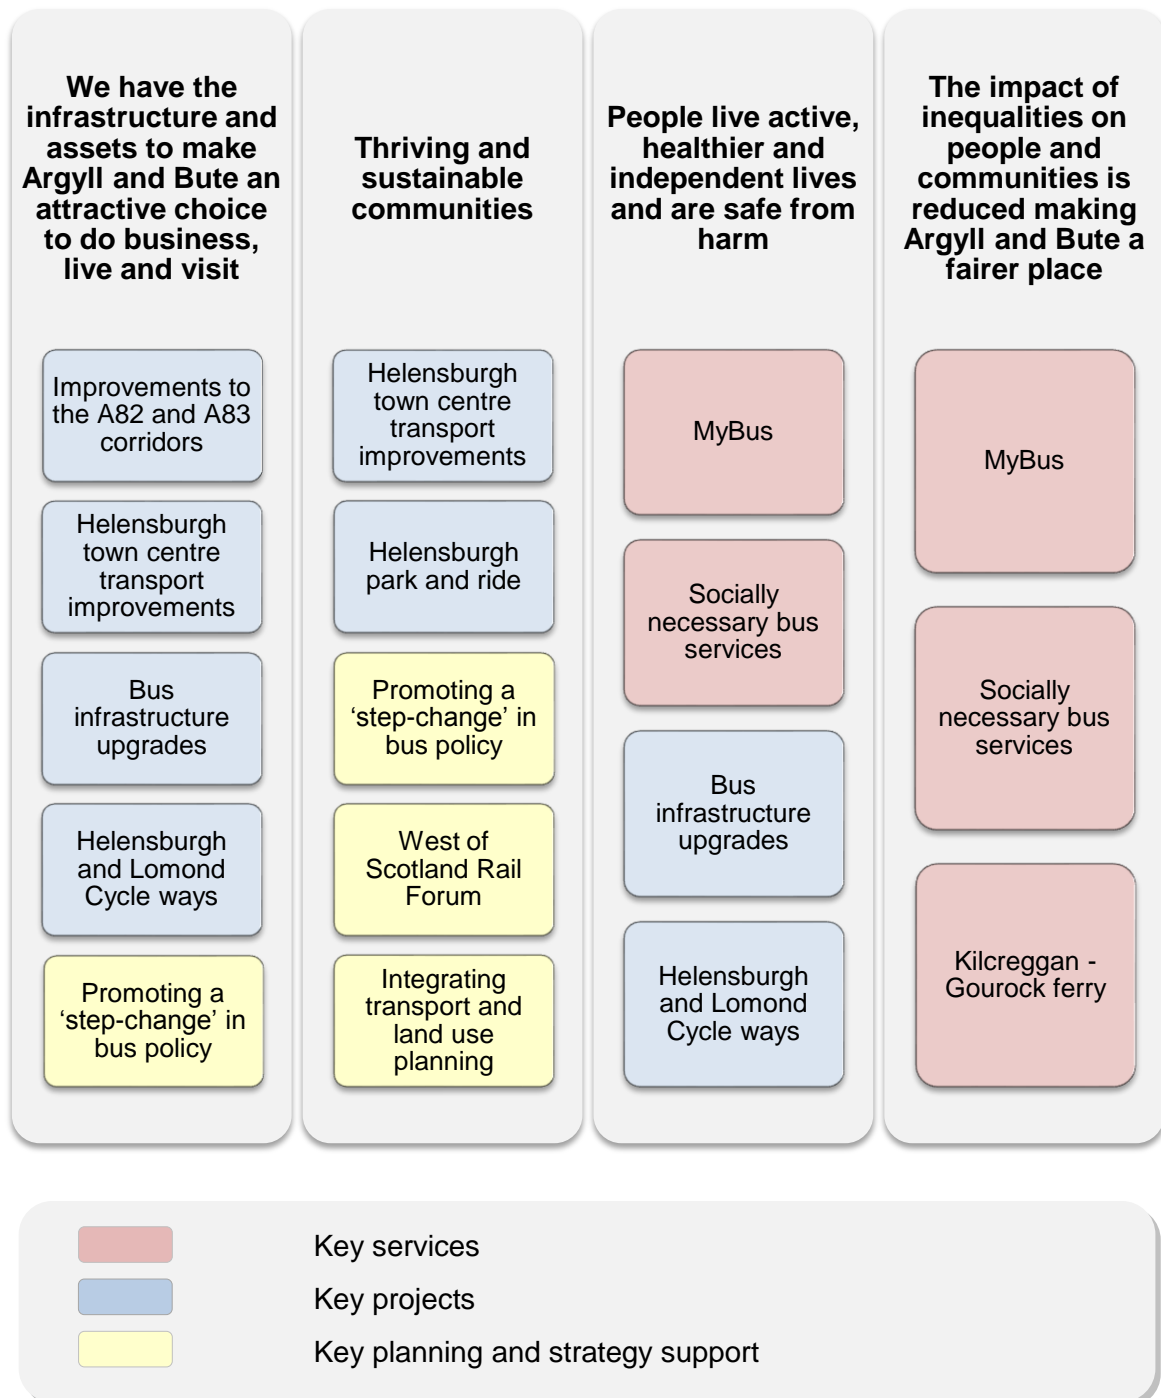 We have the
infrastructure and
assets to make
Argyll and Bute an
attractive choice
to do business,
live and visit
Improvements to
the A82 and A83
corridors
Helensburgh
town centre
transport
improvements
Bus
infrastructure
upgrades
Helensburgh
and Lomond
Cycle ways
Promoting a
‘step-change’ in
bus policy
Thriving and
sustainable
communities
Helensburgh
town centre
transport
improvements
Helensburgh
park and ride
Promoting a
‘step-change’ in
bus policy
West of
Scotland Rail
Forum
Integrating
transport and
land use
planning
People live active,
healthier and
independent lives
and are safe from
harm
MyBus
Socially
necessary bus
services
Bus
infrastructure
upgrades
Helensburgh
and Lomond
Cycle ways
The impact of
inequalities on
people and
communities is
reduced making
Argyll and Bute a
fairer place
MyBus
Socially
necessary bus
services
Kilcreggan -
Gourock ferry
Key services
Key projects
Key planning and strategy support